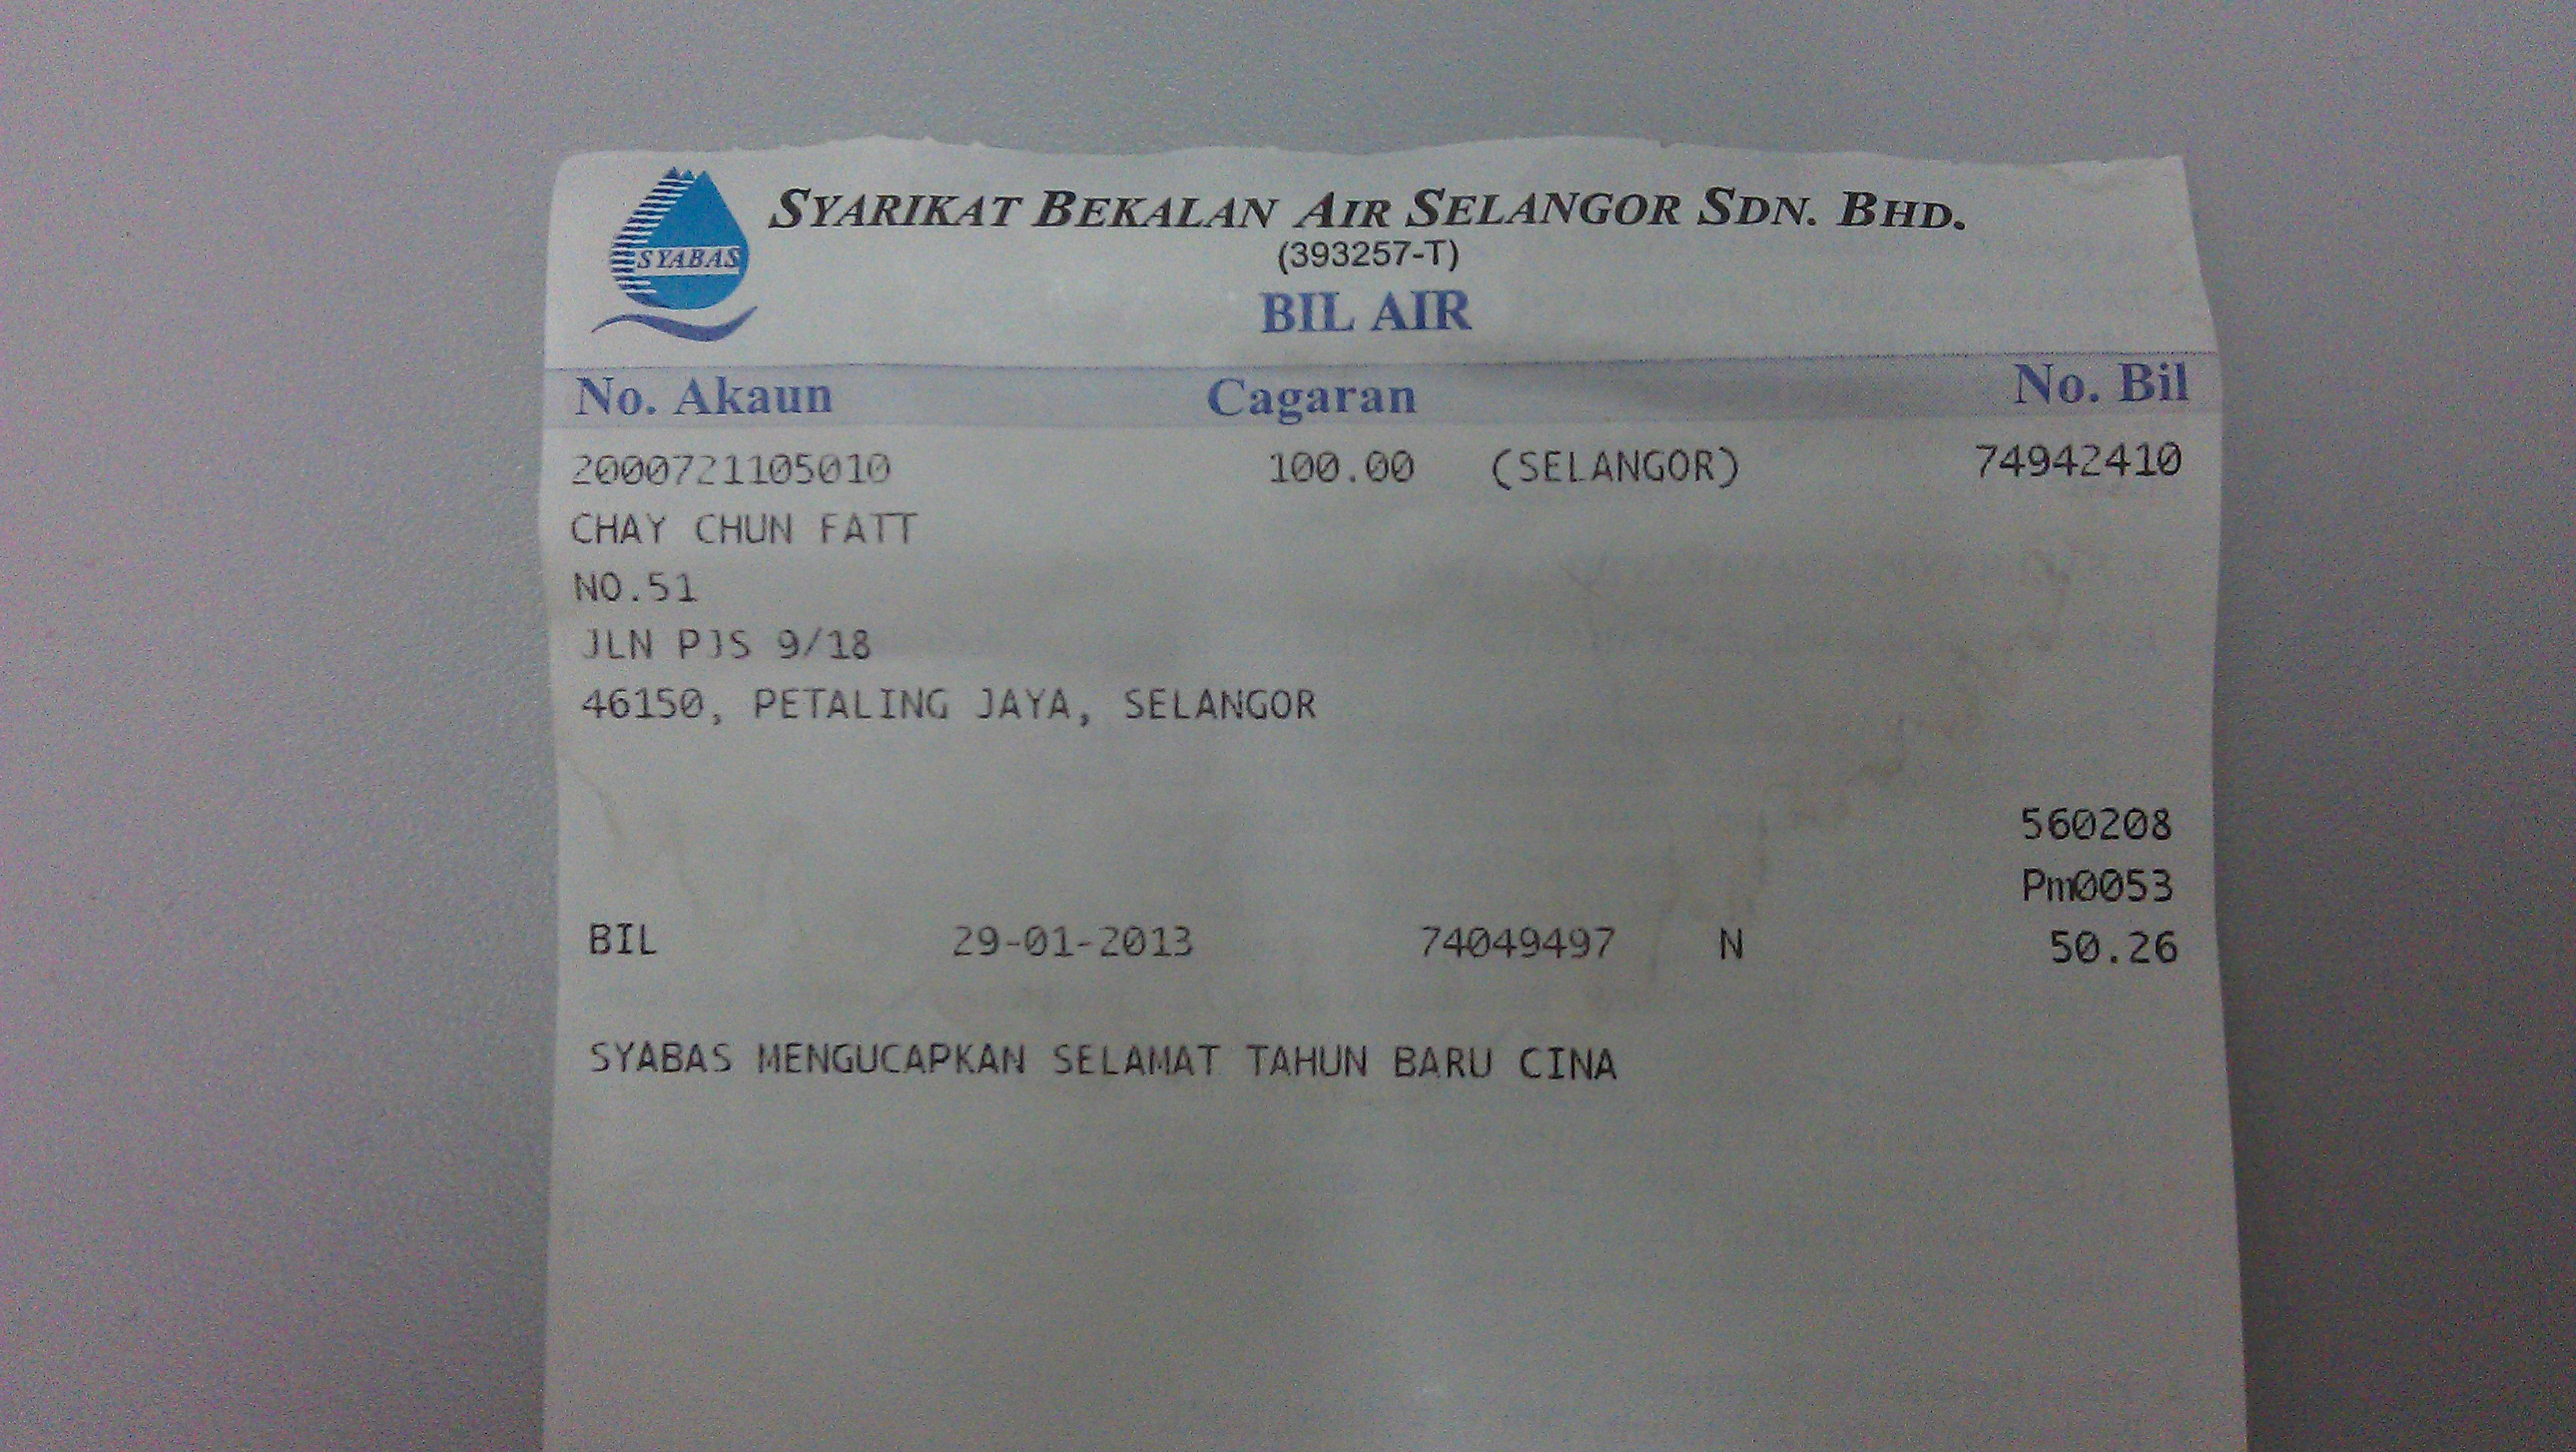 SYABAS
SYARIKAT BEKALAN AIR SELANGOR SDN. BHD.
(393257-T)
BIL AIR
No. Akaun Cagaran No. Bil
2000721105010 100.00 (SELANGOR) 74942410
CHAY CHUN FATT
NO.51
JLN PJS 9/18
46150, PETALING JAYA, SELANGOR
560208
Pm0053
BIL 29-01-2013 74049497 N 50.26
SYABAS MENGUCAPKAN SELAMAT TAHUN BARU CINA